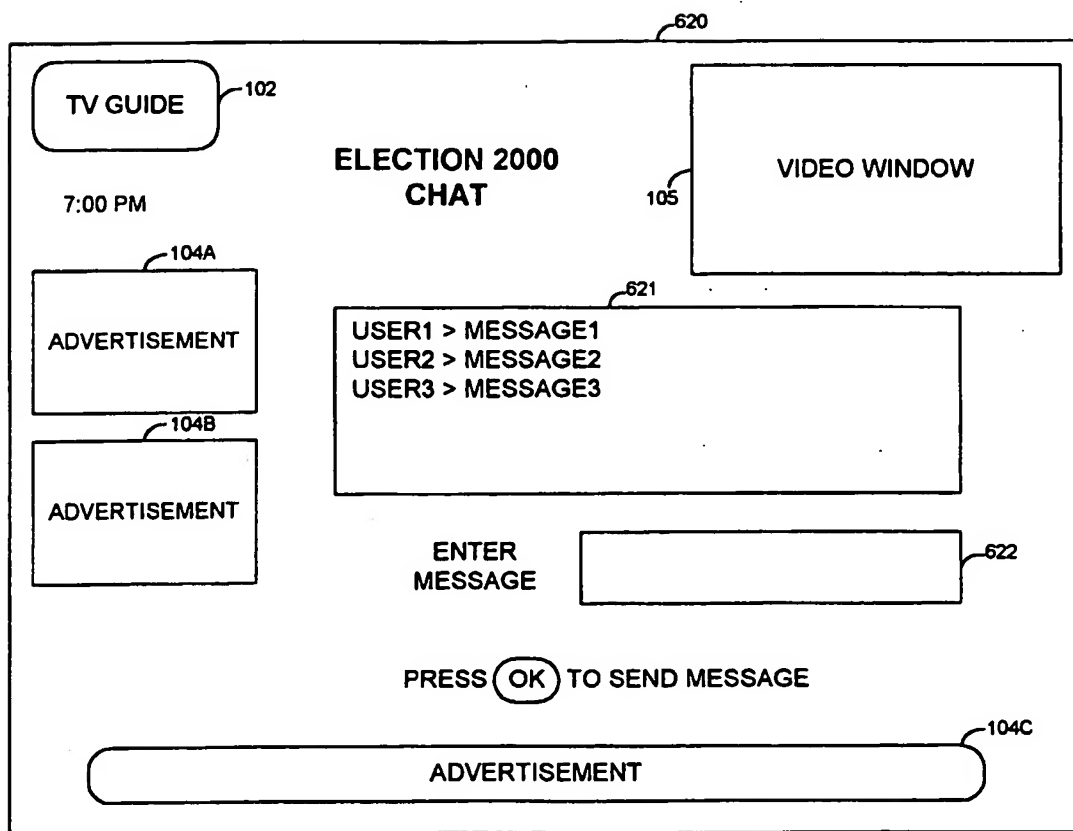 620
TV GUIDE
102
ELECTION 2000
CHAT
VIDEO WINDOW
105
7:00 PM
104A
ADVERTISEMENT
621
USER1 > MESSAGE1
USER2 > MESSAGE2
USER3 > MESSAGE3
104B
ADVERTISEMENT
ENTER
MESSAGE
622
PRESS OK TO SEND MESSAGE
104C
ADVERTISEMENT